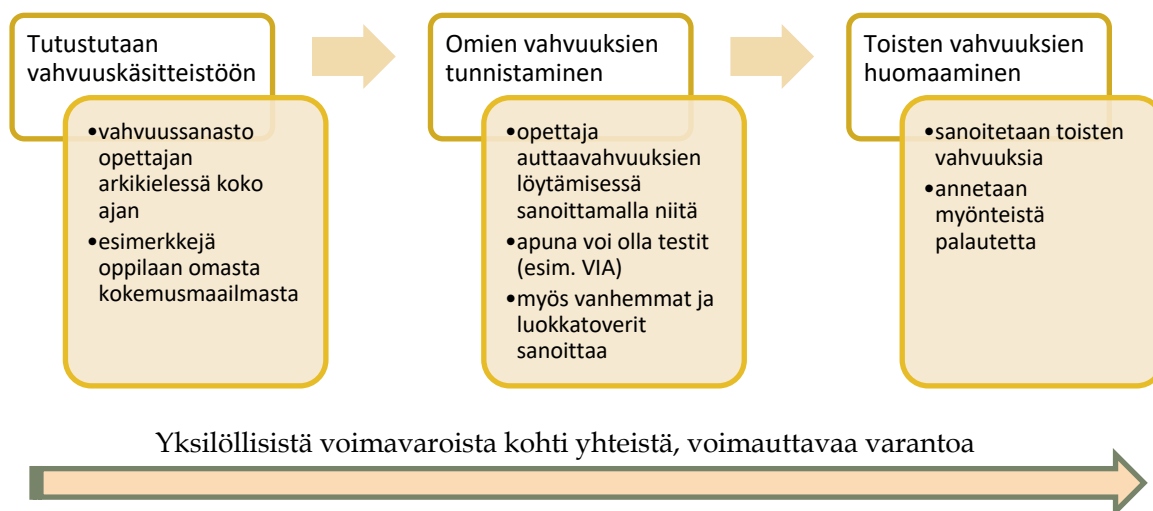 Tutustutaan
vahvuuskäsitteistöön
•vahvuussanasto
opettajan
arkikielessä koko
ajan
•esimerkkejä
oppilaan omasta
kokemusmaailmasta
Omien vahvuuksien
tunnistaminen
•opettaja
auttaavahvuuksien
löytämisessä
sanoittamalla niitä
•apuna voi olla testit
(esim. VIA)
•myös vanhemmat ja
luokkatoverit
sanoittaa
Toisten vahvuuksien
huomaaminen
•sanoitetaan toisten
vahvuuksia
•annetaan
myönteistä
palautetta
Yksilöllisistä voimavaroista kohti yhteistä, voimauttavaa varantoa